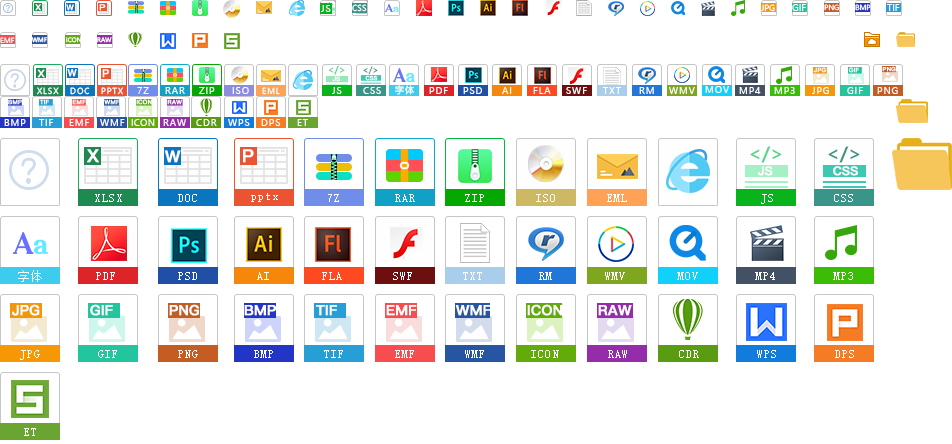 JS CSS Aa Ps Ai Fl JPG GIF PNG BMP TIF
EMF WMF ICON RAW W P S
? X W P JS CSS Aa Ps Ai Fl JPG GIF PNG
XLSX DOC PPTX 7Z RAR ZIP ISO EML JS CSS 字体 PDF PSD AI FLA SWF TXT RM WMV MOV MP4 MP3 JPG GIF PNG
BMP TIF EMF WMF ICON RAW W P S
BMP TIF EMF WMF ICON RAW CDR WPS DPS ET
? X W P JS CSS
XLSX DOC pptx 7Z RAR ZIP ISO EML JS CSS
Aa Ps Ai Fl
字体 PDF PSD AI FLA SWF TXT RM WMV MOV MP4 MP3
JPG GIF PNG BMP TIF EMF WMF ICON RAW W P
JPG GIF PNG BMP TIF EMF WMF ICON RAW CDR WPS DPS
S
ET